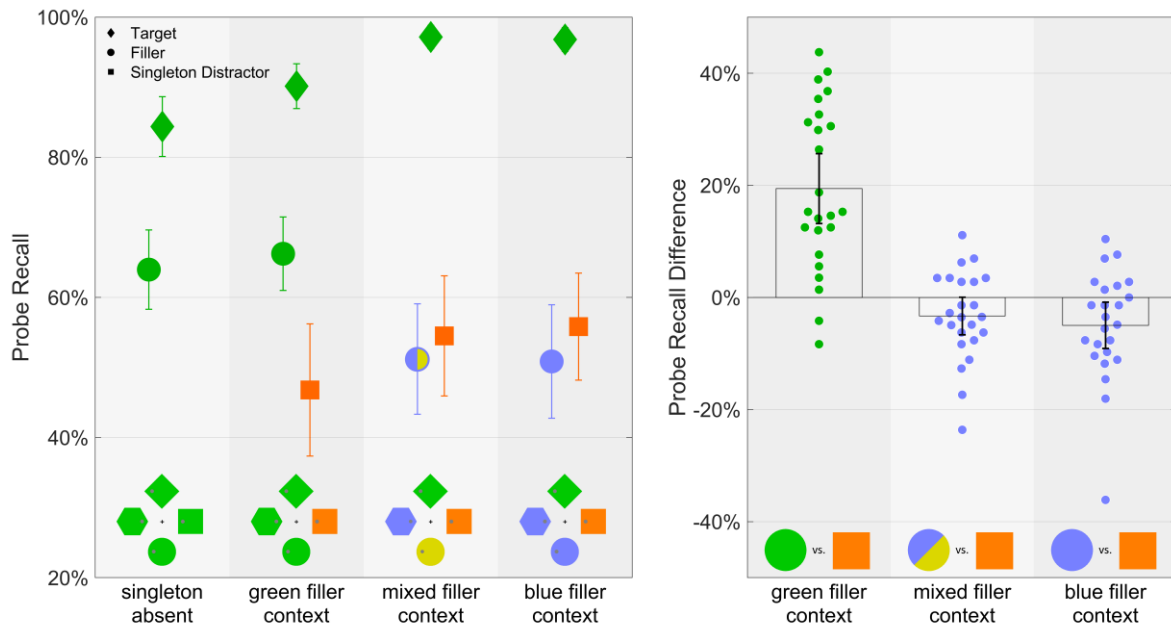 100%
80%
60%
40%
20%
Probe Recall
Target
Filler
Singleton Distractor
singleton
absent
green filler
context
mixed filler
context
blue filler
context
40%
20%
0%
-20%
-40%
Probe Recall Difference
vs.
vs.
vs.
green filler
context
mixed filler
context
blue filler
context